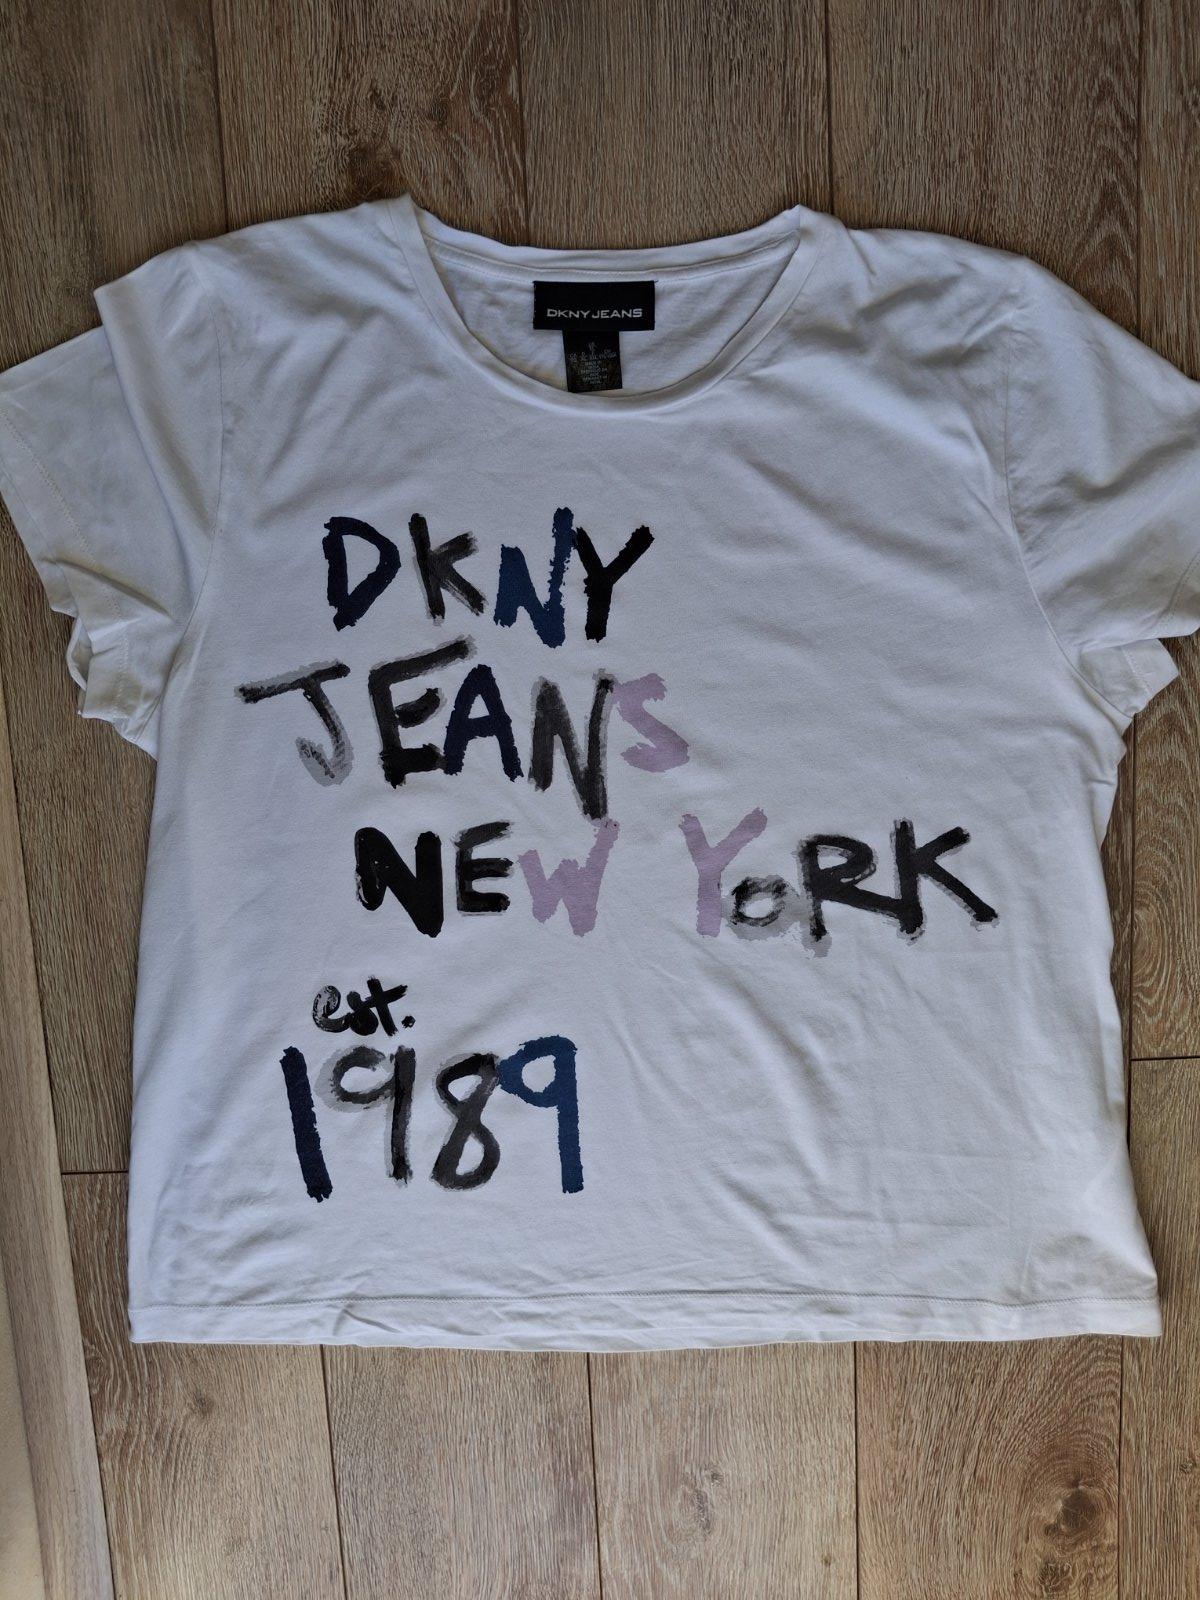 DKNY JEANS
DKNY
JEANS
NEW YORK
est.
1989